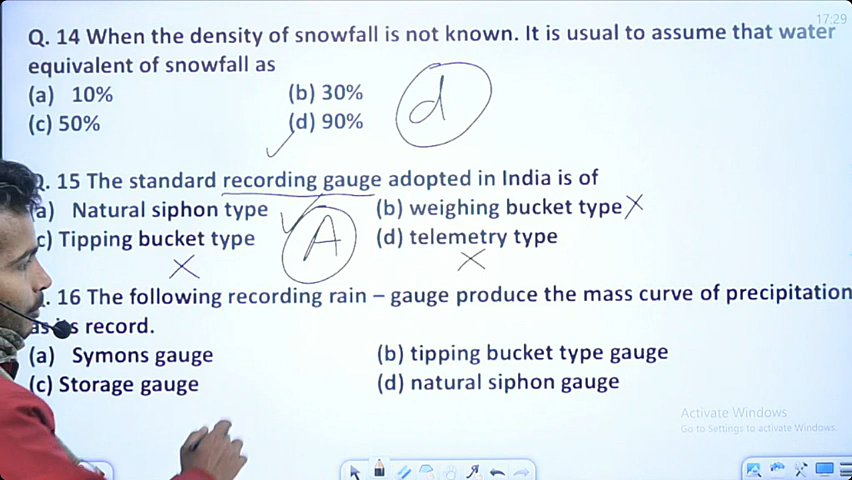 17:29
Q. 14 When the density of snowfall is not known. It is usual to assume that water
equivalent of snowfall as
(a) 10% (b) 30%
(c) 50% (d) 90%
d
. 15 The standard recording gauge adopted in India is of
a) Natural siphon type (b) weighing bucket type
c) Tipping bucket type (d) telemetry type
A
. 16 The following recording rain – gauge produce the mass curve of precipitation
as its record.
(a) Symons gauge (b) tipping bucket type gauge
(c) Storage gauge (d) natural siphon gauge
Activate Windows
Go to Settings to activate Windows.